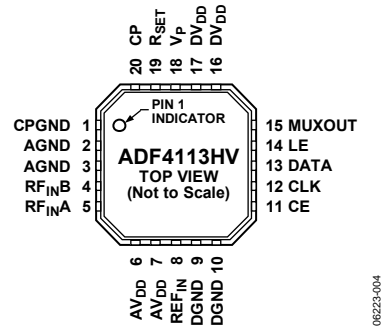 20 CP
19 RSET
18 VP
17 DVDD
16 DVDD
PIN 1
INDICATOR
CPGND 1
AGND 2
AGND 3
RFINB 4
RFINA 5
ADF4113HV
TOP VIEW
(Not to Scale)
15 MUXOUT
14 LE
13 DATA
12 CLK
11 CE
AVDD 6
AVDD 7
REFIN 8
DGND 9
DGND 10
06223-004